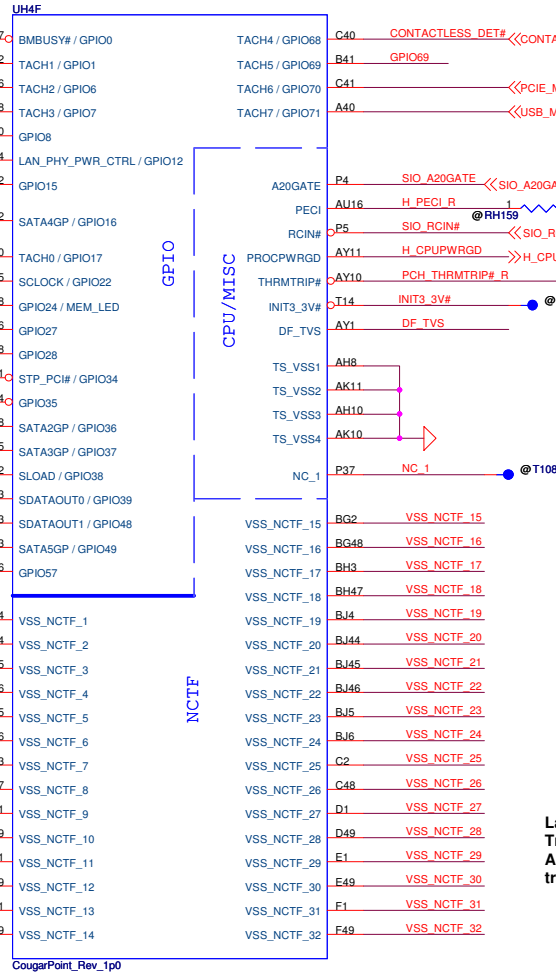 UH4F
BMBUSY# / GPIO0 TACH4 / GPIO68 C40 CONTACTLESS_DET#
TACH1 / GPIO1 TACH5 / GPIO69 B41 GPIO69
TACH2 / GPIO6 TACH6 / GPIO70 C41
TACH3 / GPIO7 TACH7 / GPIO71 A40
GPIO8
LAN_PHY_PWR_CTRL / GPIO12
GPIO15 A20GATE P4 SIO_A20GATE
PECI AU16 H_PECI_R 1
@RH159
SATA4GP / GPIO16 RCIN# P5 SIO_RCIN#
TACH0 / GPIO17 PROCPWRGD AY11 H_CPUPWRGD
SCLOCK / GPIO22 THRMTRIP# AY10 PCH_THRMTRIP#_R
GPIO24 / MEM_LED INIT3_3V# T14 INIT3_3V# @
GPIO27 DF_TVS AY1 DF_TVS
GPIO28
STP_PCI# / GPIO34 TS_VSS1 AH8
GPIO35 TS_VSS2 AK11
SATA2GP / GPIO36 TS_VSS3 AH10
SATA3GP / GPIO37 TS_VSS4 AK10
SLOAD / GPIO38 NC_1 P37 NC_1 @T108
SDATAOUT0 / GPIO39
SDATAOUT1 / GPIO48 VSS_NCTF_15 BG2 VSS_NCTF_15
SATA5GP / GPIO49 VSS_NCTF_16 BG48 VSS_NCTF_16
GPIO57 VSS_NCTF_17 BH3 VSS_NCTF_17
VSS_NCTF_18 BH47 VSS_NCTF_18
VSS_NCTF_1 VSS_NCTF_19 BJ4 VSS_NCTF_19
VSS_NCTF_2 VSS_NCTF_20 BJ44 VSS_NCTF_20
VSS_NCTF_3 VSS_NCTF_21 BJ45 VSS_NCTF_21
VSS_NCTF_4 VSS_NCTF_22 BJ46 VSS_NCTF_22
VSS_NCTF_5 VSS_NCTF_23 BJ5 VSS_NCTF_23
VSS_NCTF_6 VSS_NCTF_24 BJ6 VSS_NCTF_24
VSS_NCTF_7 VSS_NCTF_25 C2 VSS_NCTF_25
VSS_NCTF_8 VSS_NCTF_26 C48 VSS_NCTF_26
VSS_NCTF_9 VSS_NCTF_27 D1 VSS_NCTF_27
VSS_NCTF_10 VSS_NCTF_28 D49 VSS_NCTF_28
VSS_NCTF_11 VSS_NCTF_29 E1 VSS_NCTF_29
VSS_NCTF_12 VSS_NCTF_30 E49 VSS_NCTF_30
VSS_NCTF_13 VSS_NCTF_31 F1 VSS_NCTF_31
VSS_NCTF_14 VSS_NCTF_32 F49 VSS_NCTF_32
GPIO
CPU/MISC
NCTF
CougarPoint_Rev_1p0